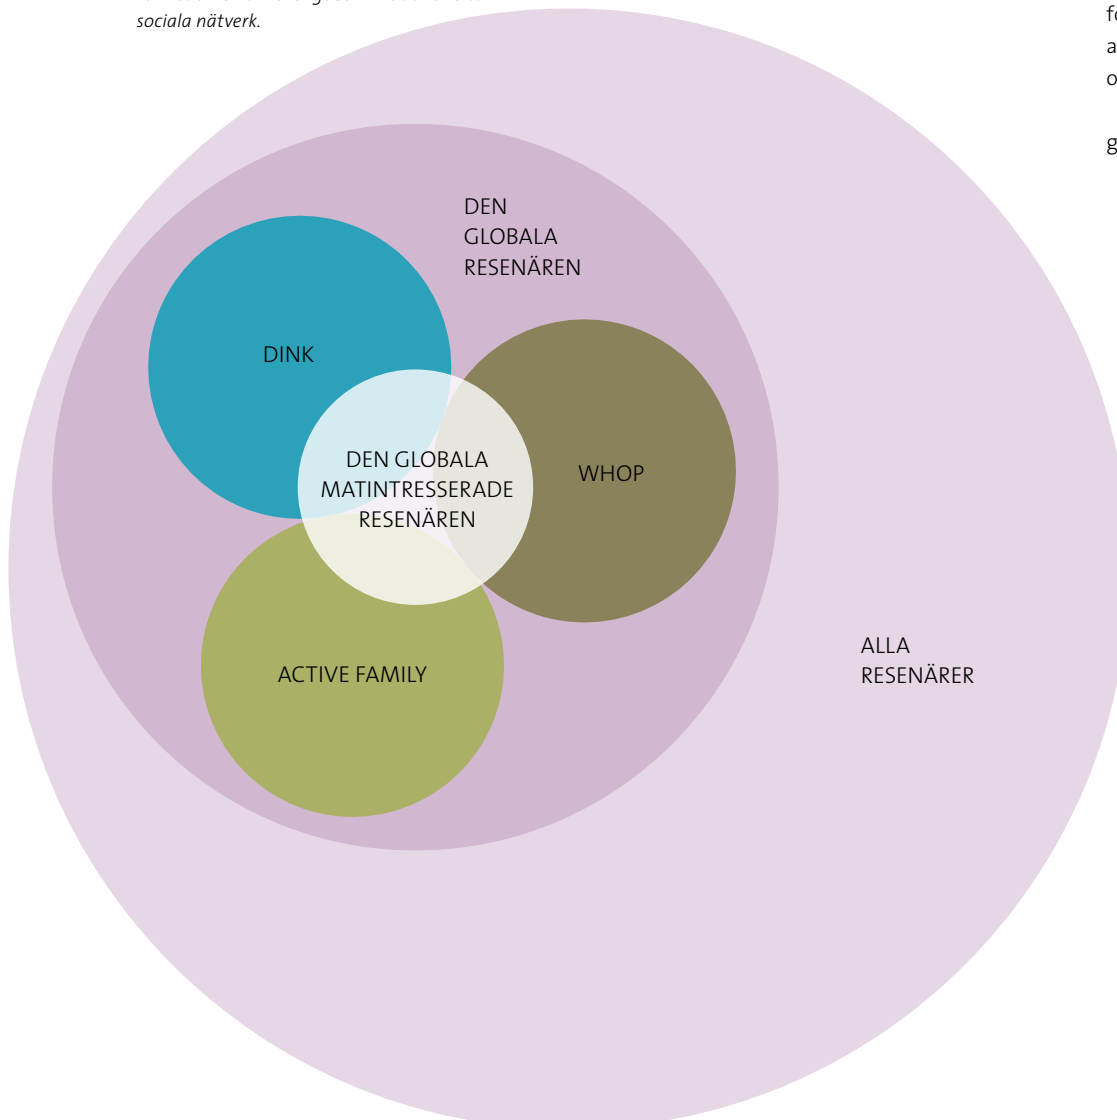 sociala nätverk.
DEN
GLOBALA
RESENÄREN
DINK
DEN GLOBALA
MATINTRESSERADE
RESENÄREN
WHOP
ACTIVE FAMILY
ALLA
RESENÄRER